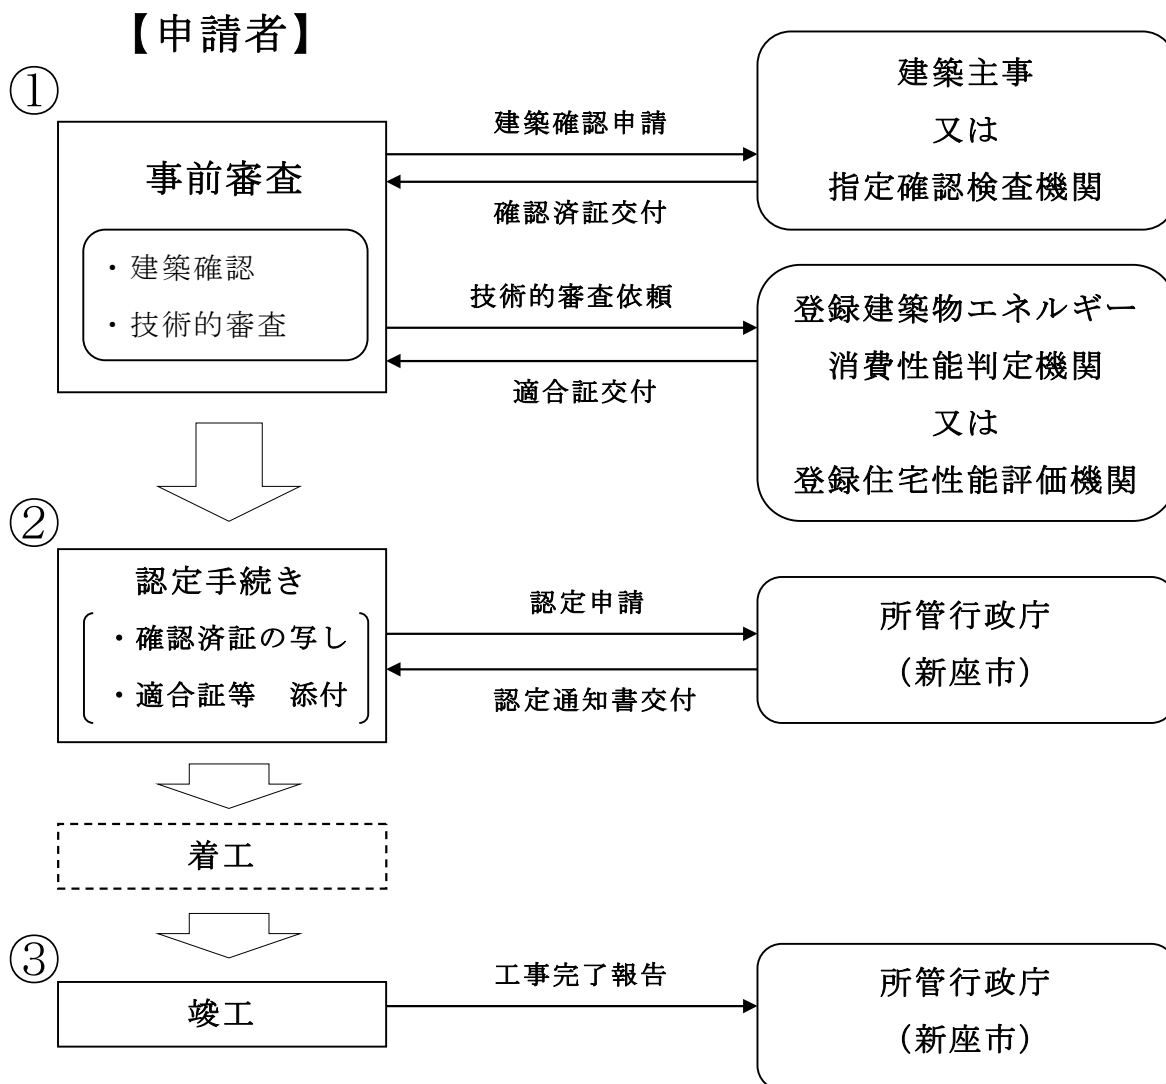 【申請者】
①
事前審査
・建築確認
・技術的審査
建築確認申請
確認済証交付
建築主事
又は
指定確認検査機関
技術的審査依頼
適合証交付
登録建築物エネルギー
消費性能判定機関
又は
登録住宅性能評価機関
②
認定手続き
・確認済証の写し
・適合証等　添付
認定申請
認定通知書交付
所管行政庁
（新座市）
着工
③
竣工
工事完了報告
所管行政庁
（新座市）